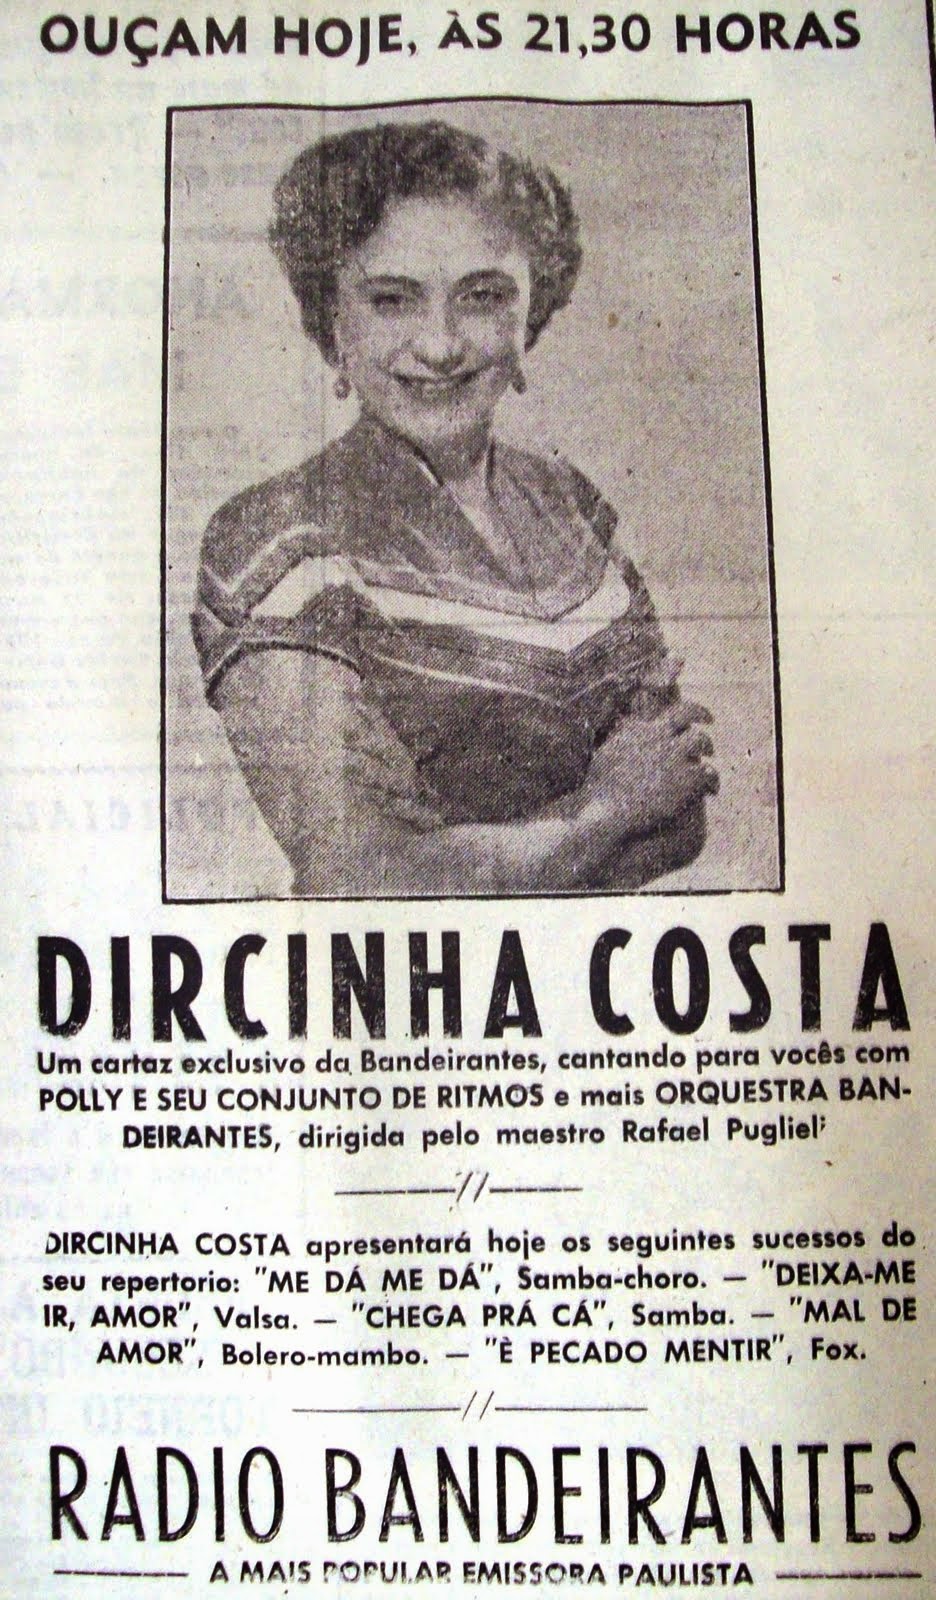 OUÇAM HOJE, ÀS 21,30 HORAS
DIRCINHA COSTA
Um cartaz exclusivo da Bandeirantes, cantando para vocês com
POLLY E SEU CONJUNTO DE RITMOS e mais ORQUESTRA BAN-
DEIRANTES, dirigida pelo maestro Rafael Pugliel;
DIRCINHA COSTA apresentará hoje os seguintes sucessos do
seu repertorio: "ME DÁ ME DÁ", Samba-choro. — "DEIXA-ME
IR, AMOR", Valsa. — "CHEGA PRÁ CÁ", Samba. — "MAL DE
AMOR", Bolero-mambo. — "È PECADO MENTIR", Fox.
RADIO BANDEIRANTES
A MAIS POPULAR EMISSORA PAULISTA